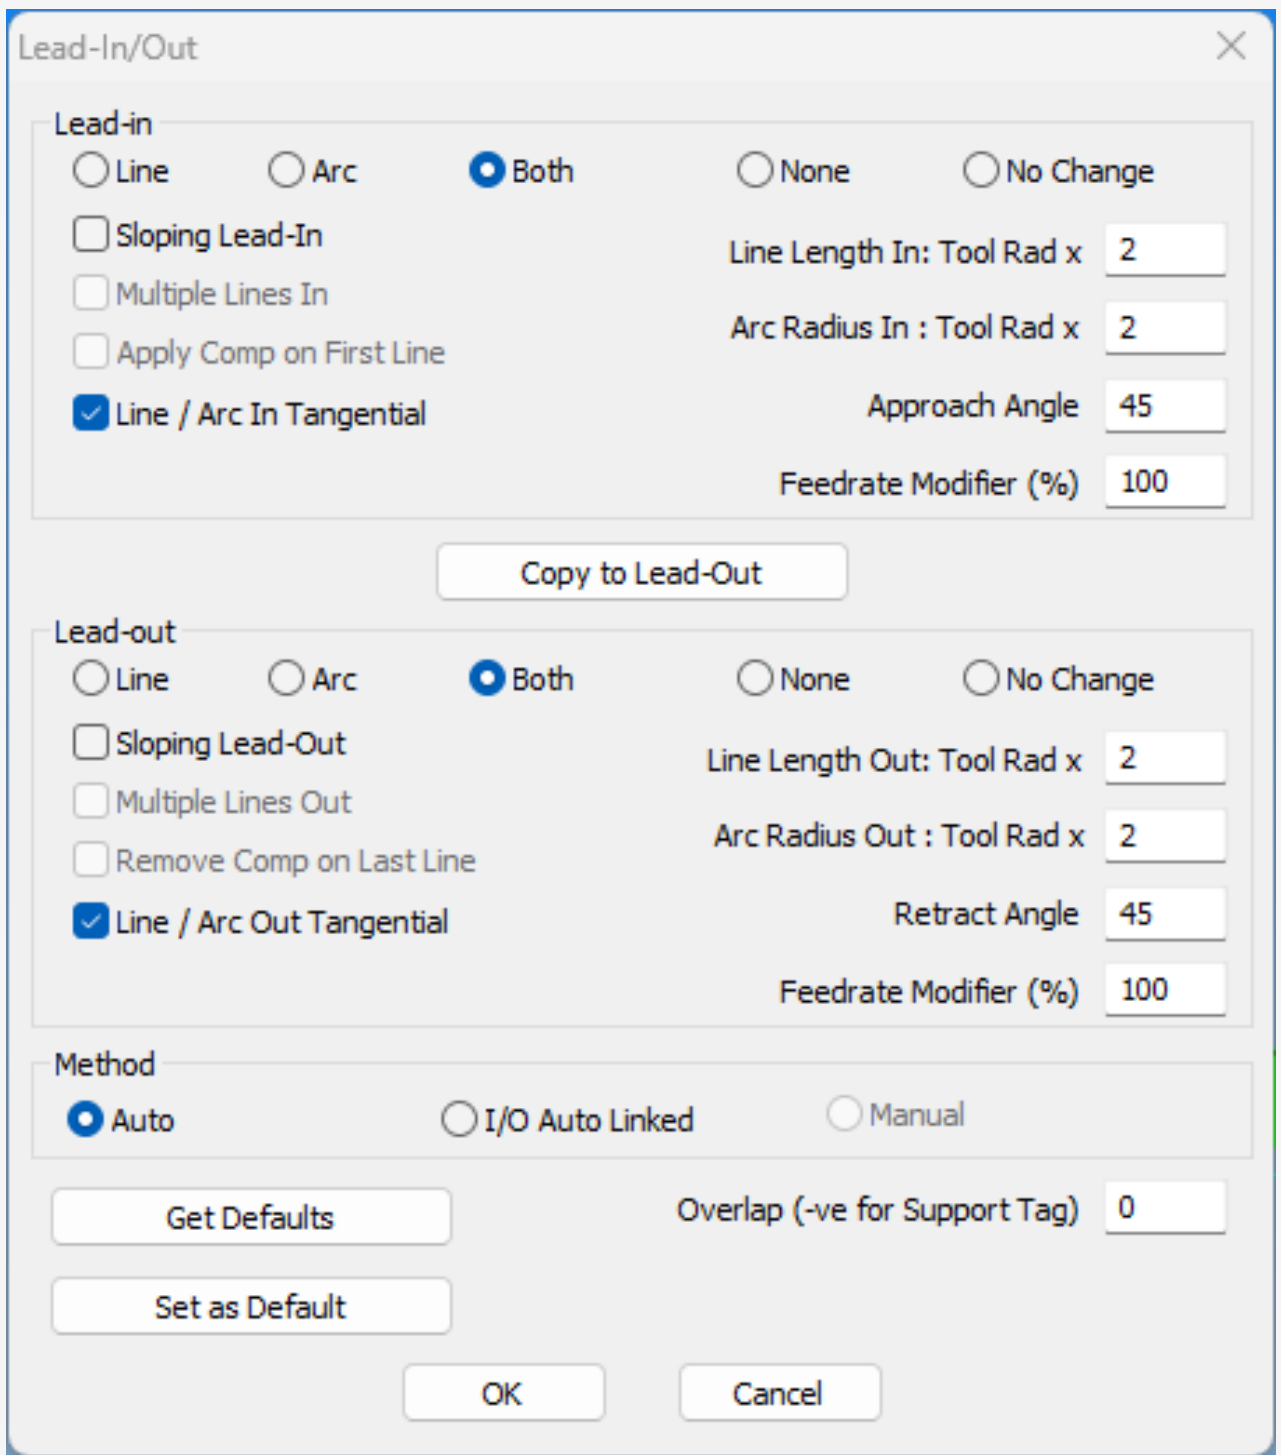 Lead-In/Out
Lead-in
Line Arc Both None No Change
Sloping Lead-In
Line Length In: Tool Rad x 2
Multiple Lines In
Arc Radius In : Tool Rad x 2
Apply Comp on First Line
Approach Angle 45
Line / Arc In Tangential
Feedrate Modifier (%) 100
Copy to Lead-Out
Lead-out
Line Arc Both None No Change
Sloping Lead-Out
Line Length Out: Tool Rad x 2
Multiple Lines Out
Arc Radius Out : Tool Rad x 2
Remove Comp on Last Line
Retract Angle 45
Line / Arc Out Tangential
Feedrate Modifier (%) 100
Method
Auto I/O Auto Linked Manual
Get Defaults
Overlap (-ve for Support Tag) 0
Set as Default
OK Cancel